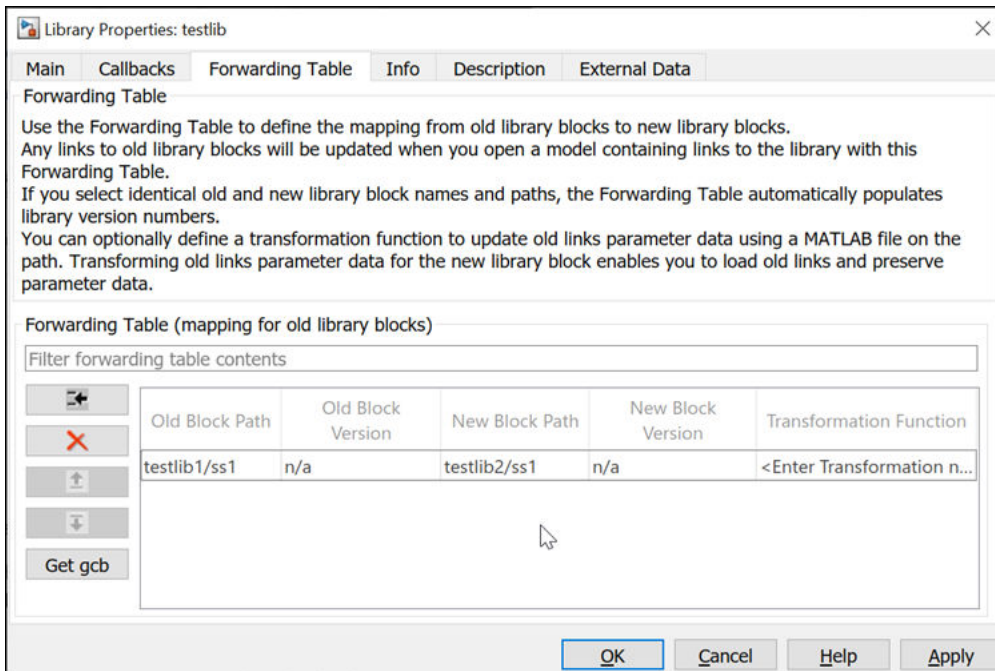 Library Properties: testlib
Main Callbacks Forwarding Table Info Description External Data
Forwarding Table
Use the Forwarding Table to define the mapping from old library blocks to new library blocks.
Any links to old library blocks will be updated when you open a model containing links to the library with this
Forwarding Table.
If you select identical old and new library block names and paths, the Forwarding Table automatically populates
library version numbers.
You can optionally define a transformation function to update old links parameter data using a MATLAB file on the
path. Transforming old links parameter data for the new library block enables you to load old links and preserve
parameter data.
Forwarding Table (mapping for old library blocks)
Filter forwarding table contents
Old Block Path Old Block Version New Block Path New Block Version Transformation Function
testlib1/ss1 n/a testlib2/ss1 n/a <Enter Transformation n...
Get gcb
OK Cancel Help Apply